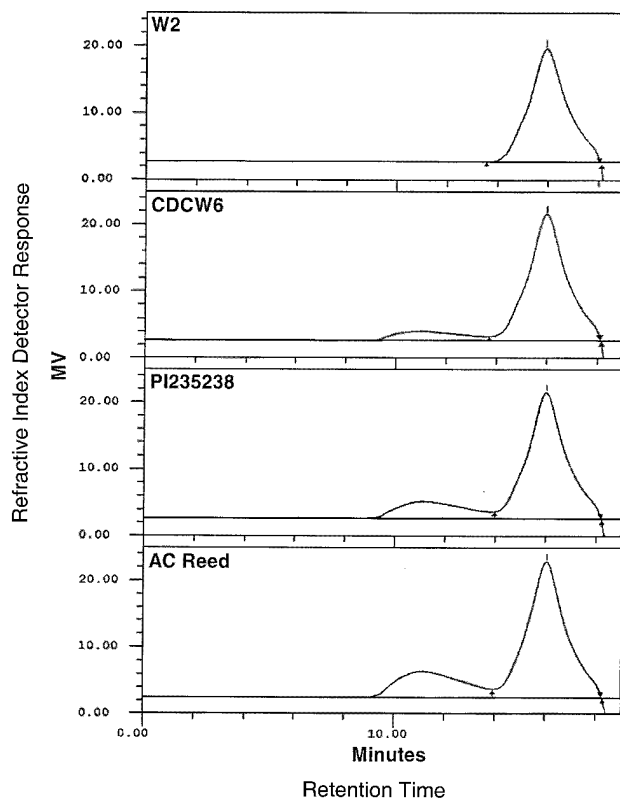 W2
20.00
10.00
0.00
CDCW6
20.00
10.00
0.00
PI235238
20.00
10.00
0.00
AC Reed
20.00
10.00
0.00
Refractive Index Detector Response
MV
0.00 10.00
Minutes
Retention Time